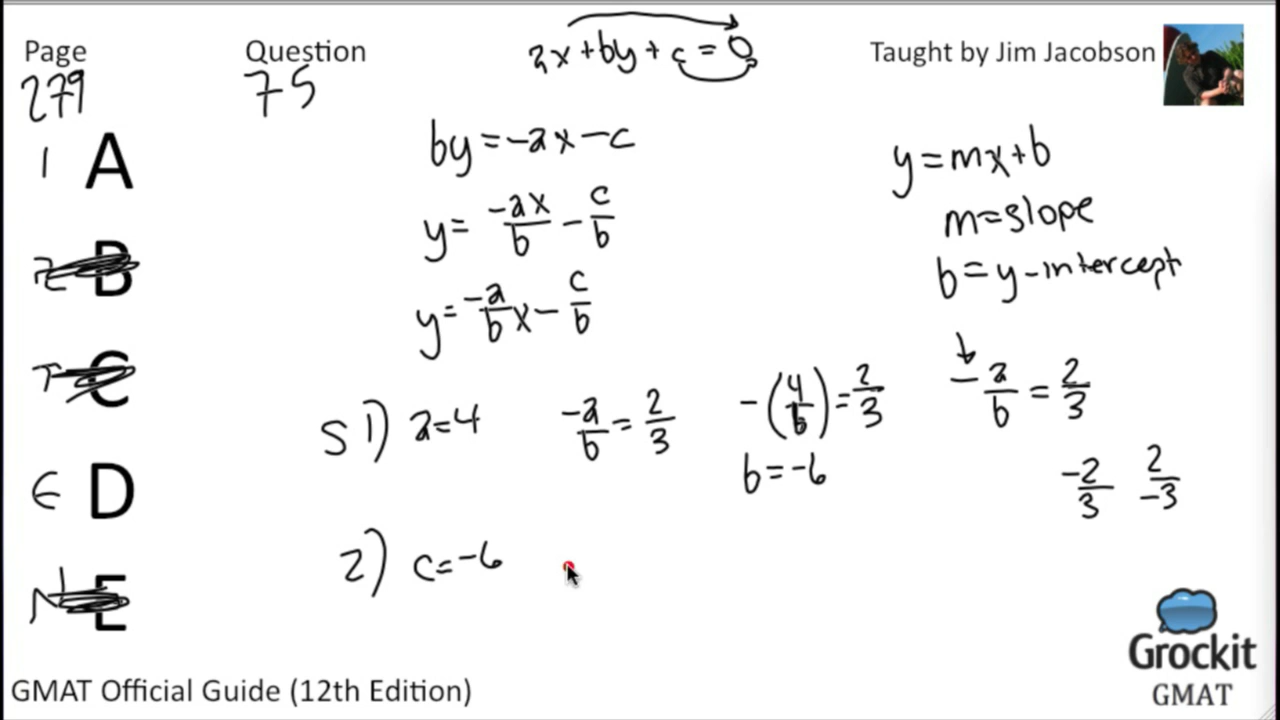 Page
Question
ax+by+c=0
Taught by Jim Jacobson
279
75
1 A
by=-ax-c
y=mx+b
y=-ax/b-c/b
m=slope
2 B
b=y-intercept
y=-a/b x-c/b
T C
S 1) a=4
-a/b=2/3
-(4/b)=2/3
-a/b=2/3
b=-6
-2/3 2/-3
E D
2) c=-6
N E
Grockit
GMAT
GMAT Official Guide (12th Edition)